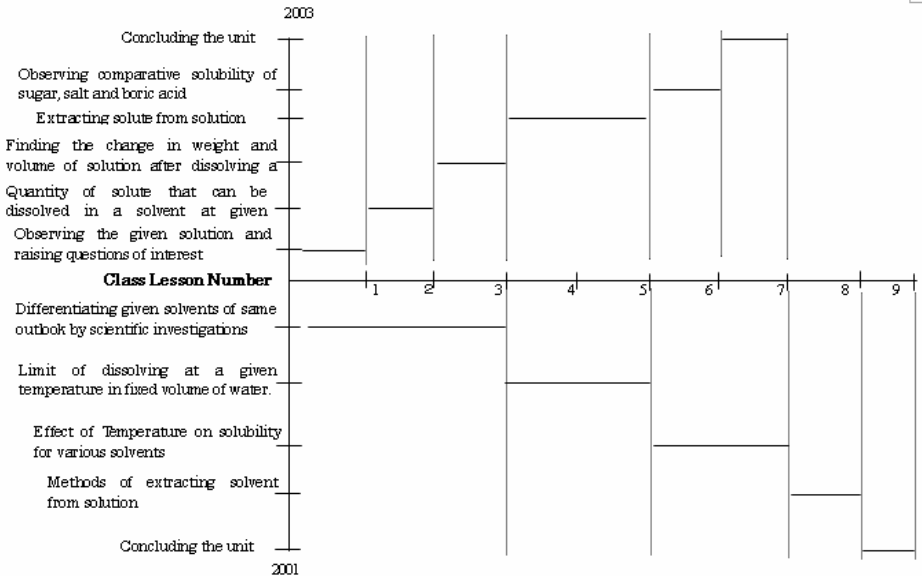 2003
Concluding the unit
Observing comparative solubility of
sugar, salt and boric acid
Extracting solute from solution
Finding the change in weight and
volume of solution after dissolving a
Quantity of solute that can be
dissolved in a solvent at given
Observing the given solution and
raising questions of interest
Class Lesson Number
1 2 3 4 5 6 7 8 9
Differentiating given solvents of same
outlook by scientific investigations
Limit of dissolving at a given
temperature in fixed volume of water.
Effect of Temperature on solubility
for various solvents
Methods of extracting solvent
from solution
Concluding the unit
2001